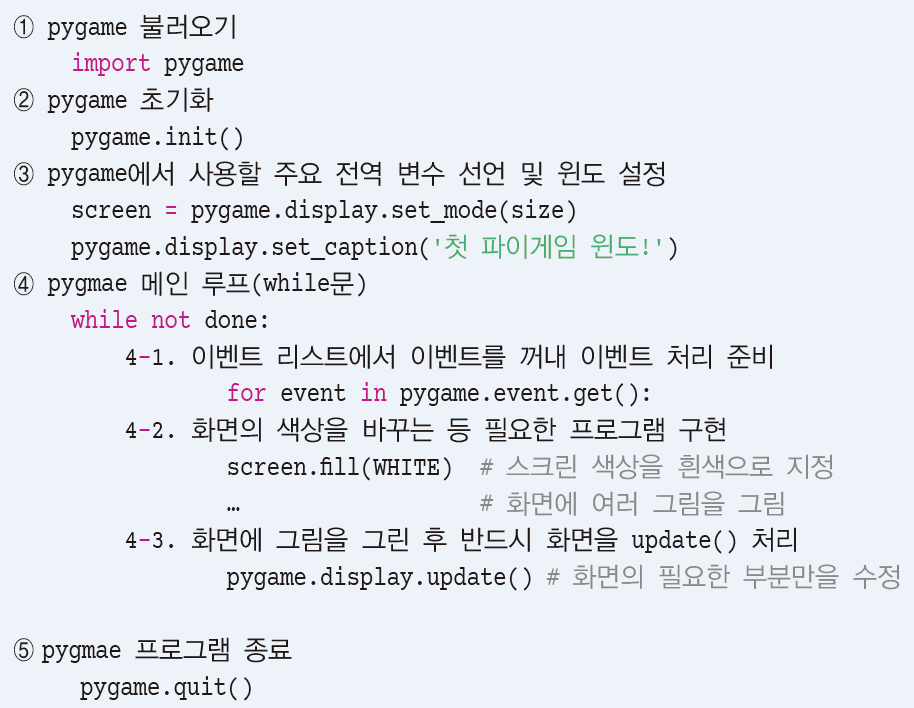 ① pygame 불러오기
import pygame
② pygame 초기화
pygame.init()
③ pygame에서 사용할 주요 전역 변수 선언 및 윈도 설정
screen = pygame.display.set_mode(size)
pygame.display.set_caption('첫 파이게임 윈도!')
④ pygmae 메인 루프(while문)
while not done:
4-1. 이벤트 리스트에서 이벤트를 꺼내 이벤트 처리 준비
for event in pygame.event.get():
4-2. 화면의 색상을 바꾸는 등 필요한 프로그램 구현
screen.fill(WHITE) # 스크린 색상을 흰색으로 지정
… # 화면에 여러 그림을 그림
4-3. 화면에 그림을 그린 후 반드시 화면을 update() 처리
pygame.display.update() # 화면의 필요한 부분만을 수정
⑤ pygmae 프로그램 종료
pygame.quit()